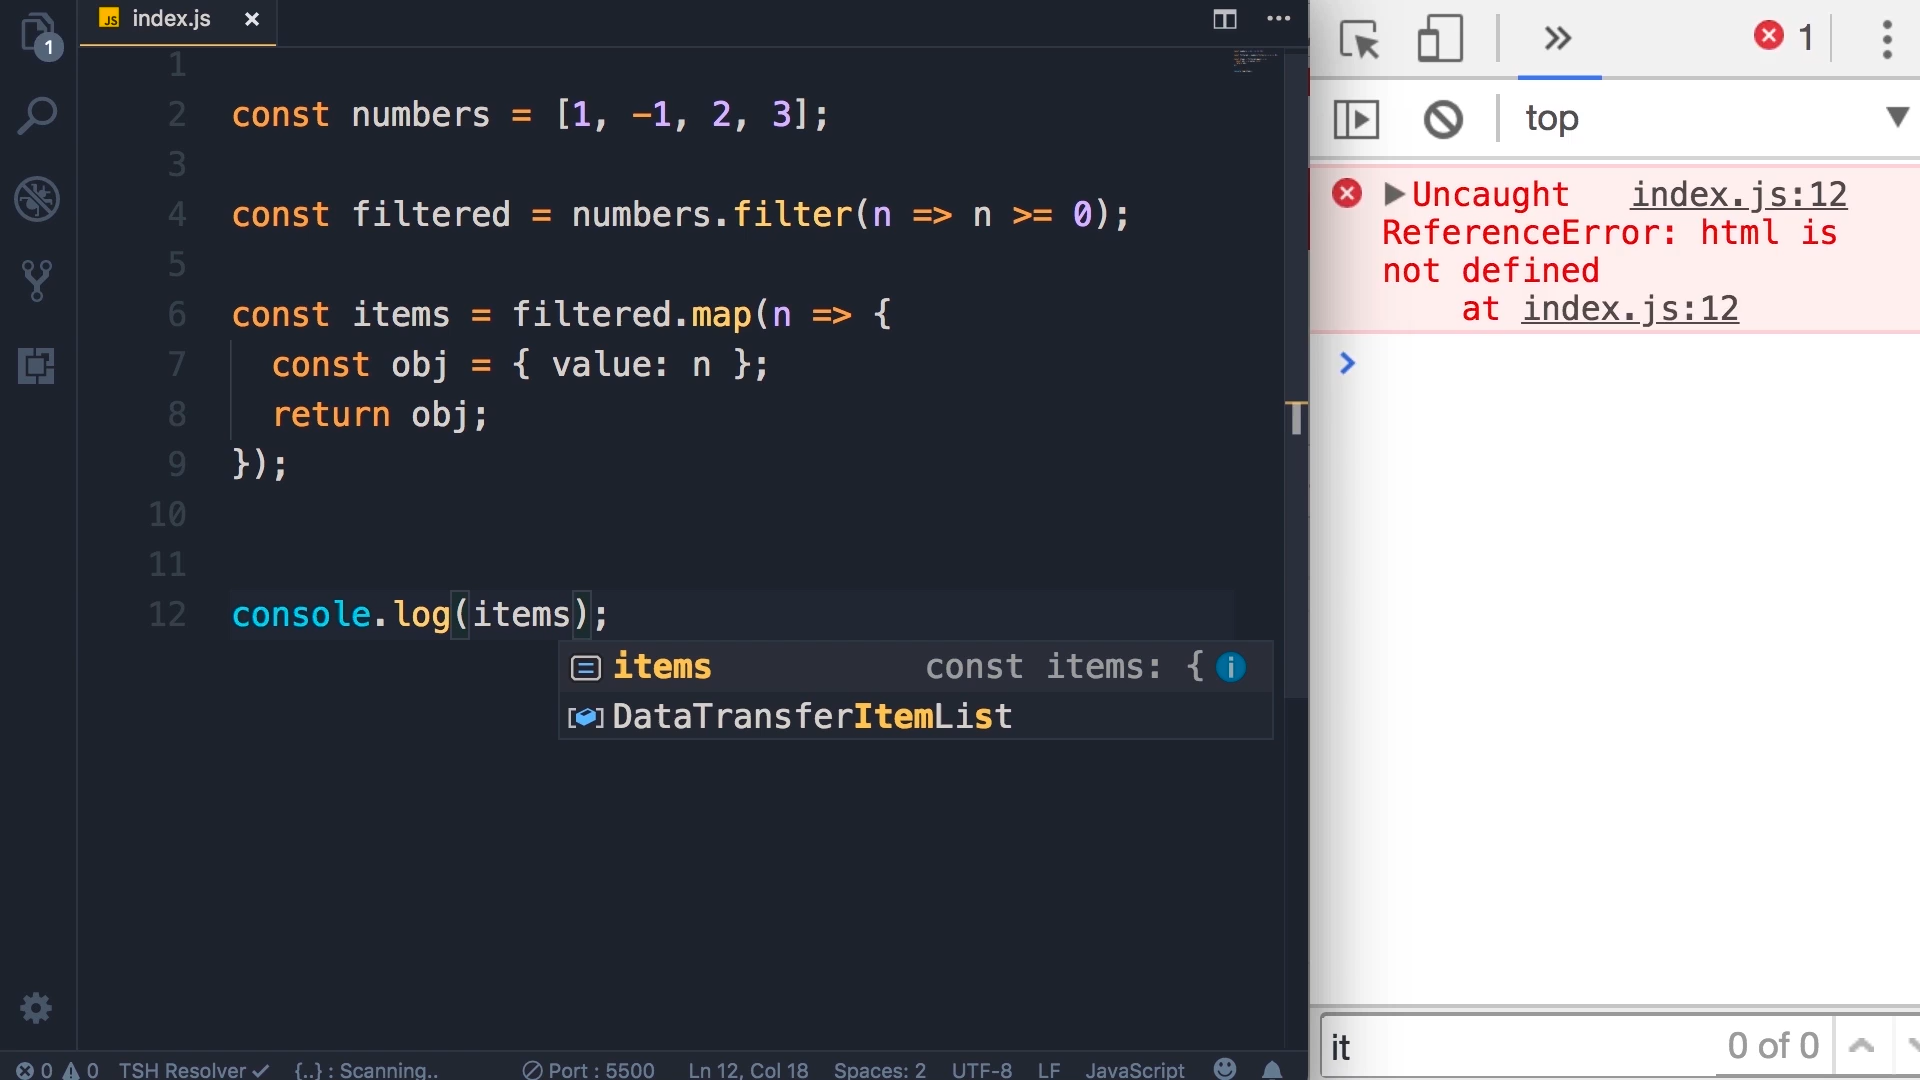 1
JS index.js ×
1
2 const numbers = [1, -1, 2, 3];
3
4 const filtered = numbers.filter(n => n >= 0);
5
6 const items = filtered.map(n => {
7 const obj = { value: n };
8 return obj;
9 });
10
11
12 console.log(items);
items const items: {
DataTransferItemList
0 0 TSH Resolver {..} : Scanning.. Port : 5500 Ln 12, Col 18 Spaces: 2 UTF-8 LF JavaScript
1
top
Uncaught index.js:12
ReferenceError: html is
not defined
at index.js:12
it 0 of 0